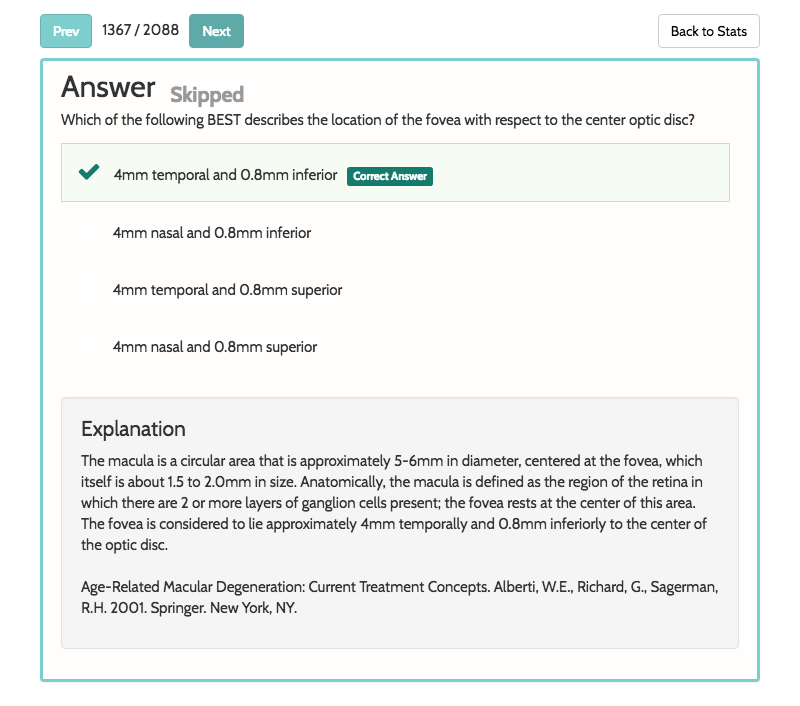 Prev 1367 / 2088 Next Back to Stats
Answer Skipped
Which of the following BEST describes the location of the fovea with respect to the center optic disc?
4mm temporal and 0.8mm inferior Correct Answer
4mm nasal and 0.8mm inferior
4mm temporal and 0.8mm superior
4mm nasal and 0.8mm superior
Explanation
The macula is a circular area that is approximately 5-6mm in diameter, centered at the fovea, which
itself is about 1.5 to 2.0mm in size. Anatomically, the macula is defined as the region of the retina in
which there are 2 or more layers of ganglion cells present; the fovea rests at the center of this area.
The fovea is considered to lie approximately 4mm temporally and 0.8mm inferiorly to the center of
the optic disc.
Age-Related Macular Degeneration: Current Treatment Concepts. Alberti, W.E., Richard, G., Sagerman,
R.H. 2001. Springer. New York, NY.